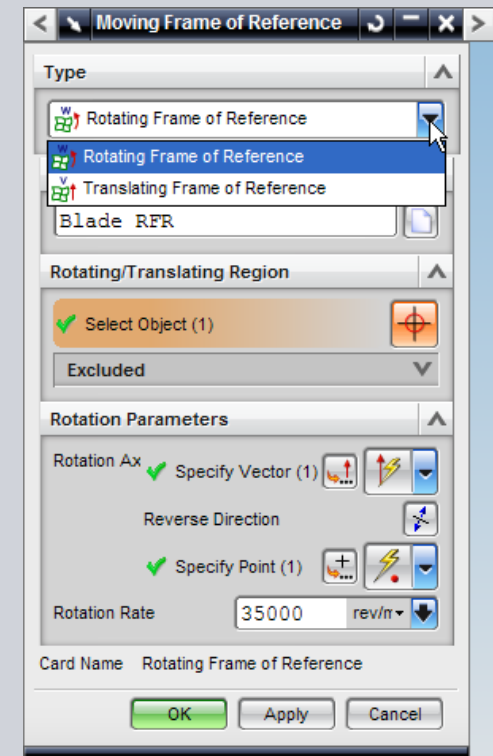 Moving Frame of Reference
Type
Rotating Frame of Reference
Rotating Frame of Reference
Translating Frame of Reference
Blade RFR
Rotating/Translating Region
Select Object (1)
Excluded
Rotation Parameters
Rotation Ax
Specify Vector (1)
Reverse Direction
Specify Point (1)
Rotation Rate 35000 rev/m
Card Name Rotating Frame of Reference
OK Apply Cancel